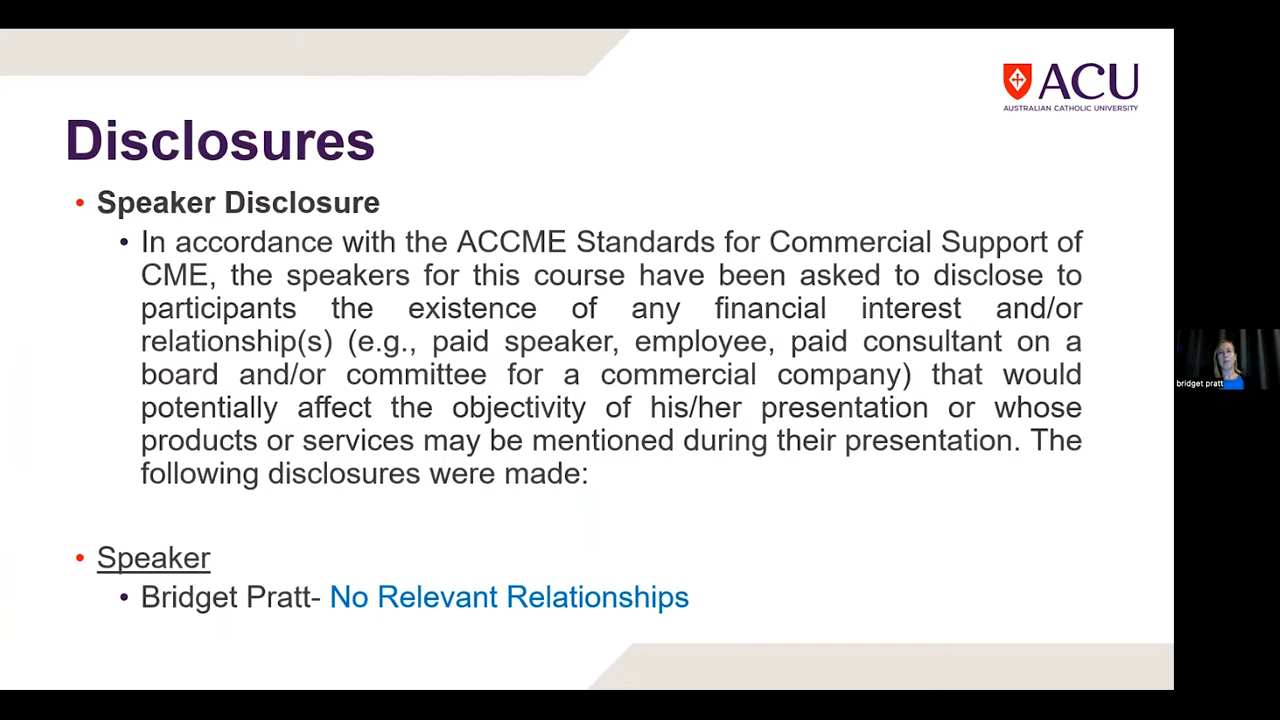 ACU
AUSTRALIAN CATHOLIC UNIVERSITY
Disclosures
• Speaker Disclosure
• In accordance with the ACCME Standards for Commercial Support of
CME, the speakers for this course have been asked to disclose to
participants the existence of any financial interest and/or
relationship(s) (e.g., paid speaker, employee, paid consultant on a
board and/or committee for a commercial company) that would
potentially affect the objectivity of his/her presentation or whose
products or services may be mentioned during their presentation. The
following disclosures were made:
• Speaker
• Bridget Pratt- No Relevant Relationships
bridget pratt